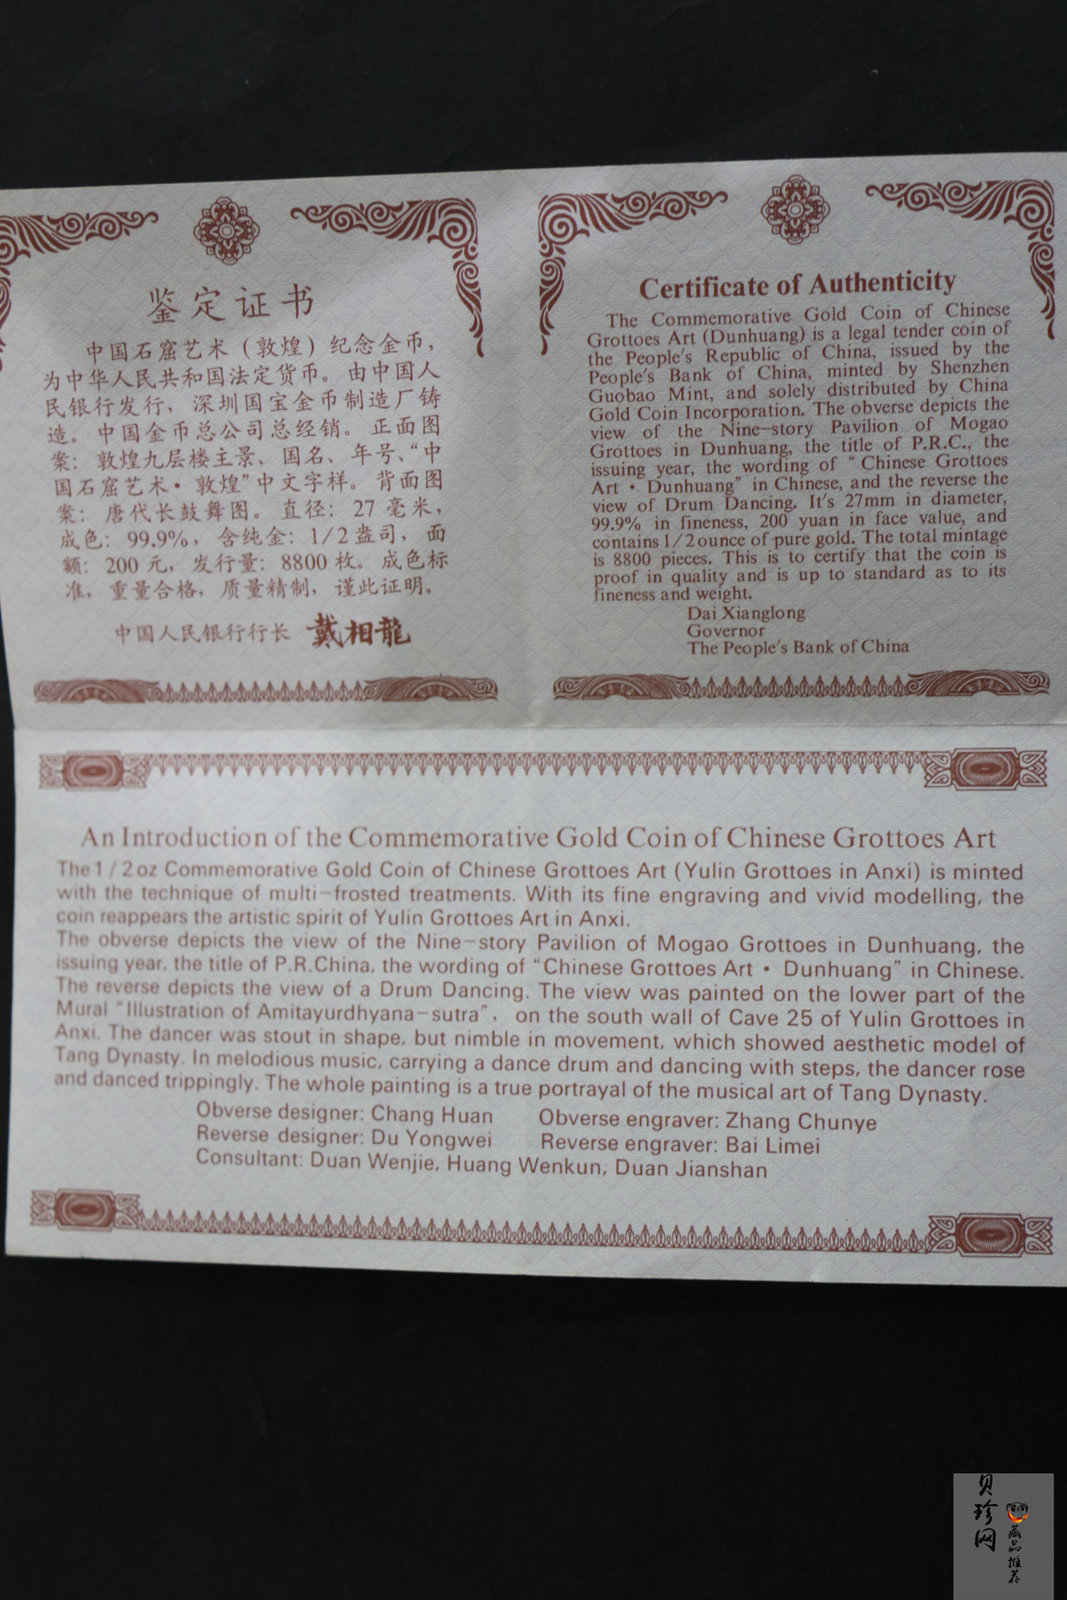 鉴定证书
中国石窟艺术（敦煌）纪念金币，
为中华人民共和国法定货币。由中国人
民银行发行，深圳国宝金币制造厂铸
造。中国金币总公司总经销。正面图
案：敦煌九层楼主景、国名、年号、“中
国石窟艺术·敦煌”中文字样。背面图
案：唐代长鼓舞图。直径：27毫米，
成色：99.9%，含纯金：1/2盎司，面
额：200元，发行量：8800枚。成色标
准，重量合格，质量精制，谨此证明。
中国人民银行行长 戴相龍
Certificate of Authenticity
The Commemorative Gold Coin of Chinese
Grottoes Art (Dunhuang) is a legal tender coin of
the People's Republic of China, issued by the
People's Bank of China, minted by Shenzhen
Guobao Mint, and solely distributed by China
Gold Coin Incorporation. The obverse depicts the
view of the Nine-story Pavilion of Mogao
Grottoes in Dunhuang, the title of P.R.C., the
issuing year, the wording of “Chinese Grottoes
Art · Dunhuang” in Chinese, and the reverse the
view of Drum Dancing. It's 27mm in diameter,
99.9% in fineness, 200 yuan in face value, and
contains 1/2 ounce of pure gold. The total mintage
is 8800 pieces. This is to certify that the coin is
proof in quality and is up to standard as to its
fineness and weight.
Dai Xianglong
Governor
The People's Bank of China
An Introduction of the Commemorative Gold Coin of Chinese Grottoes Art
The 1/2 oz Commemorative Gold Coin of Chinese Grottoes Art (Yulin Grottoes in Anxi) is minted
with the technique of multi-frosted treatments. With its fine engraving and vivid modelling, the
coin reappears the artistic spirit of Yulin Grottoes Art in Anxi.
The obverse depicts the view of the Nine-story Pavilion of Mogao Grottoes in Dunhuang, the
issuing year, the title of P.R.China, the wording of “Chinese Grottoes Art · Dunhuang” in Chinese.
The reverse depicts the view of a Drum Dancing. The view was painted on the lower part of the
Mural “Illustration of Amitayurdhyana-sutra”, on the south wall of Cave 25 of Yulin Grottoes in
Anxi. The dancer was stout in shape, but nimble in movement, which showed aesthetic model of
Tang Dynasty. In melodious music, carrying a dance drum and dancing with steps, the dancer rose
and danced trippingly. The whole painting is a true portrayal of the musical art of Tang Dynasty.
Obverse designer: Chang Huan Obverse engraver: Zhang Chunye
Reverse designer: Du Yongwei Reverse engraver: Bai Limei
Consultant: Duan Wenjie, Huang Wenkun, Duan Jianshan
贝珍网
藏品推荐